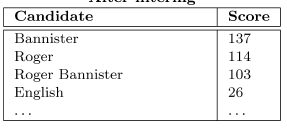 After filtering
Candidate Score
Bannister 137
Roger 114
Roger Bannister 103
English 26
... ...